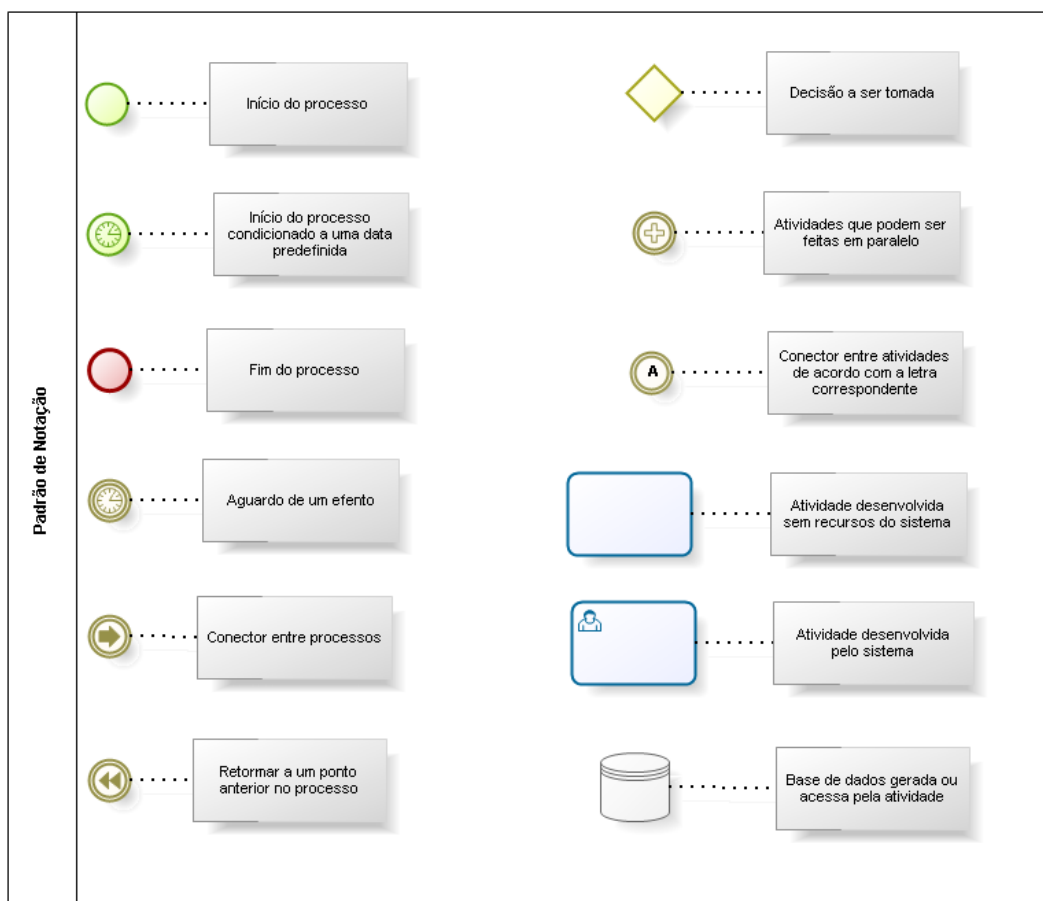 Padrão de Notação
Início do processo
Início do processo
condicionado a uma data
predefinida
Fim do processo
Aguardo de um efento
Conector entre processos
Retormar a um ponto
anterior no processo
Decisão a ser tomada
Atividades que podem ser
feitas em paralelo
A
Conector entre atividades
de acordo com a letra
correspondente
Atividade desenvolvida
sem recursos do sistema
Atividade desenvolvida
pelo sistema
Base de dados gerada ou
acessa pela atividade